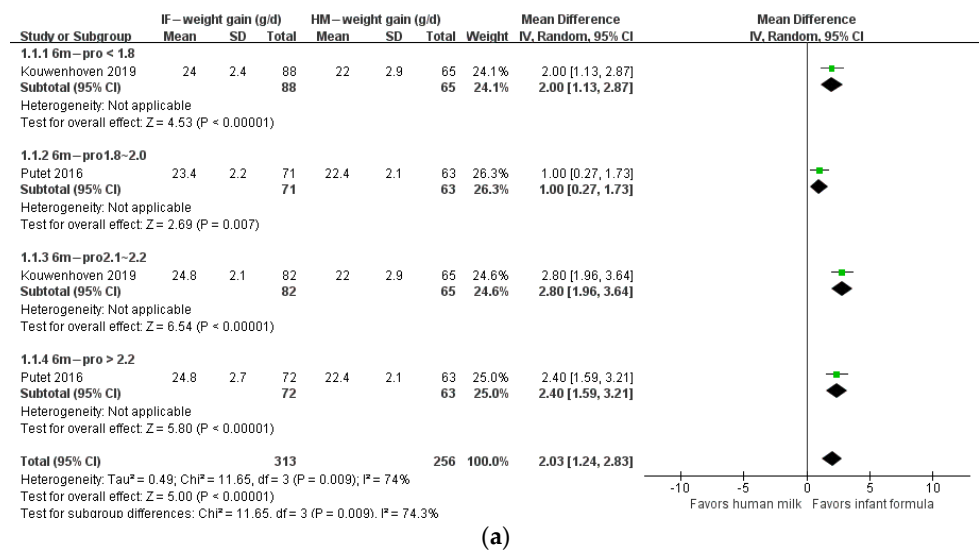 IF−weight gain (g/d) HM−weight gain (g/d) Mean Difference Mean Difference
Study or Subgroup Mean SD Total Mean SD Total Weight IV, Random, 95% CI IV, Random, 95% CI
1.1.1 6m−pro < 1.8
Kouwenhoven 2019 24 2.4 88 22 2.9 65 24.1% 2.00 [1.13, 2.87]
Subtotal (95% CI) 88 65 24.1% 2.00 [1.13, 2.87]
Heterogeneity: Not applicable
Test for overall effect: Z = 4.53 (P < 0.00001)
1.1.2 6m−pro1.8~2.0
Putet 2016 23.4 2.2 71 22.4 2.1 63 26.3% 1.00 [0.27, 1.73]
Subtotal (95% CI) 71 63 26.3% 1.00 [0.27, 1.73]
Heterogeneity: Not applicable
Test for overall effect: Z = 2.69 (P = 0.007)
1.1.3 6m−pro2.1~2.2
Kouwenhoven 2019 24.8 2.1 82 22 2.9 65 24.6% 2.80 [1.96, 3.64]
Subtotal (95% CI) 82 65 24.6% 2.80 [1.96, 3.64]
Heterogeneity: Not applicable
Test for overall effect: Z = 6.54 (P < 0.00001)
1.1.4 6m−pro > 2.2
Putet 2016 24.8 2.7 72 22.4 2.1 63 25.0% 2.40 [1.59, 3.21]
Subtotal (95% CI) 72 63 25.0% 2.40 [1.59, 3.21]
Heterogeneity: Not applicable
Test for overall effect: Z = 5.80 (P < 0.00001)
Total (95% CI) 313 256 100.0% 2.03 [1.24, 2.83]
Heterogeneity: Tau² = 0.49; Chi² = 11.65, df = 3 (P = 0.009); I² = 74%
Test for overall effect: Z = 5.00 (P < 0.00001)
Test for subgroup differences: Chi² = 11.65, df = 3 (P = 0.009), I² = 74.3%
-10 -5 0 5 10
Favors human milk Favors infant formula
(a)